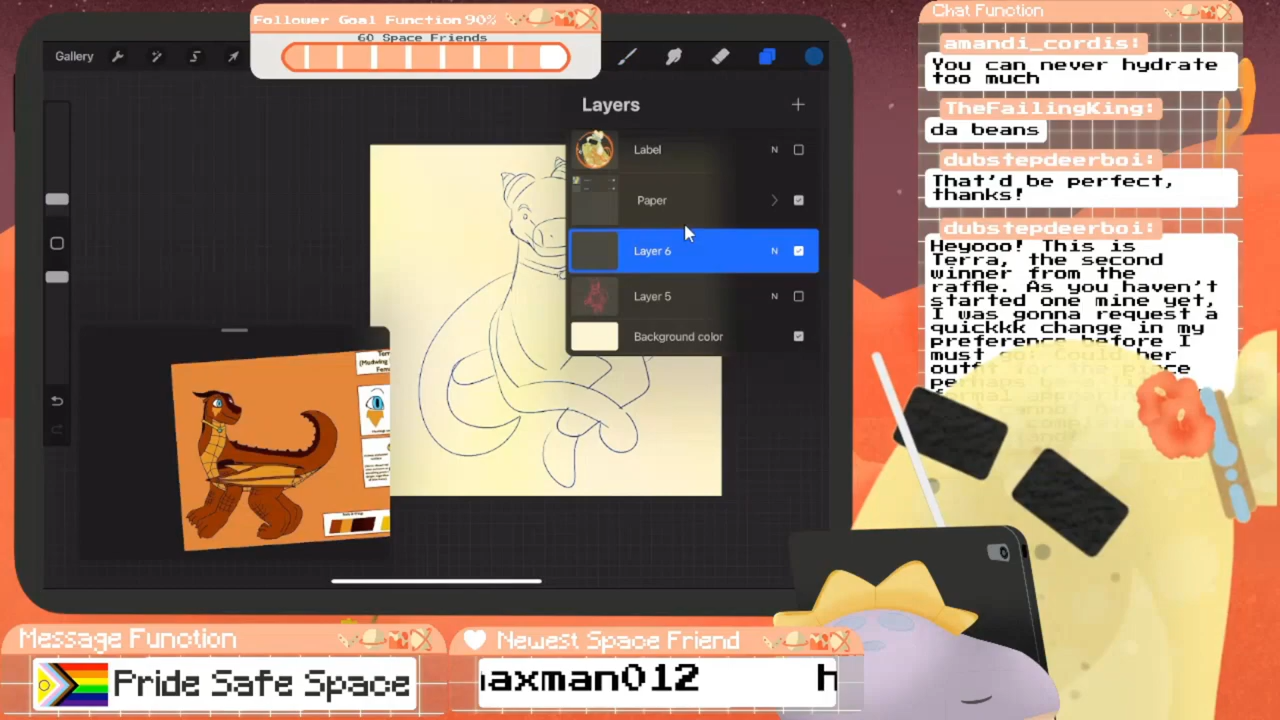 Follower Goal Function 90%
60 Space Friends
Gallery
Layers
Label
N
Paper
Layer 6
N
Layer 5
N
Background color
Chat Function
amandi_cordis:
You can never hydrate
too much
TheFailingKing:
da beans
dubstepdeerboi:
That'd be perfect,
thanks!
dubstepdeerboi:
Heyooo! This is
Terra, the second
winner from the
raffle. As you haven't
started one mine yet,
I was gonna request a
quickkk change in my
preference before I
must go: Could her
outfit for the piece
Message Function
Pride Safe Space
Newest Space Friend
axman012 h